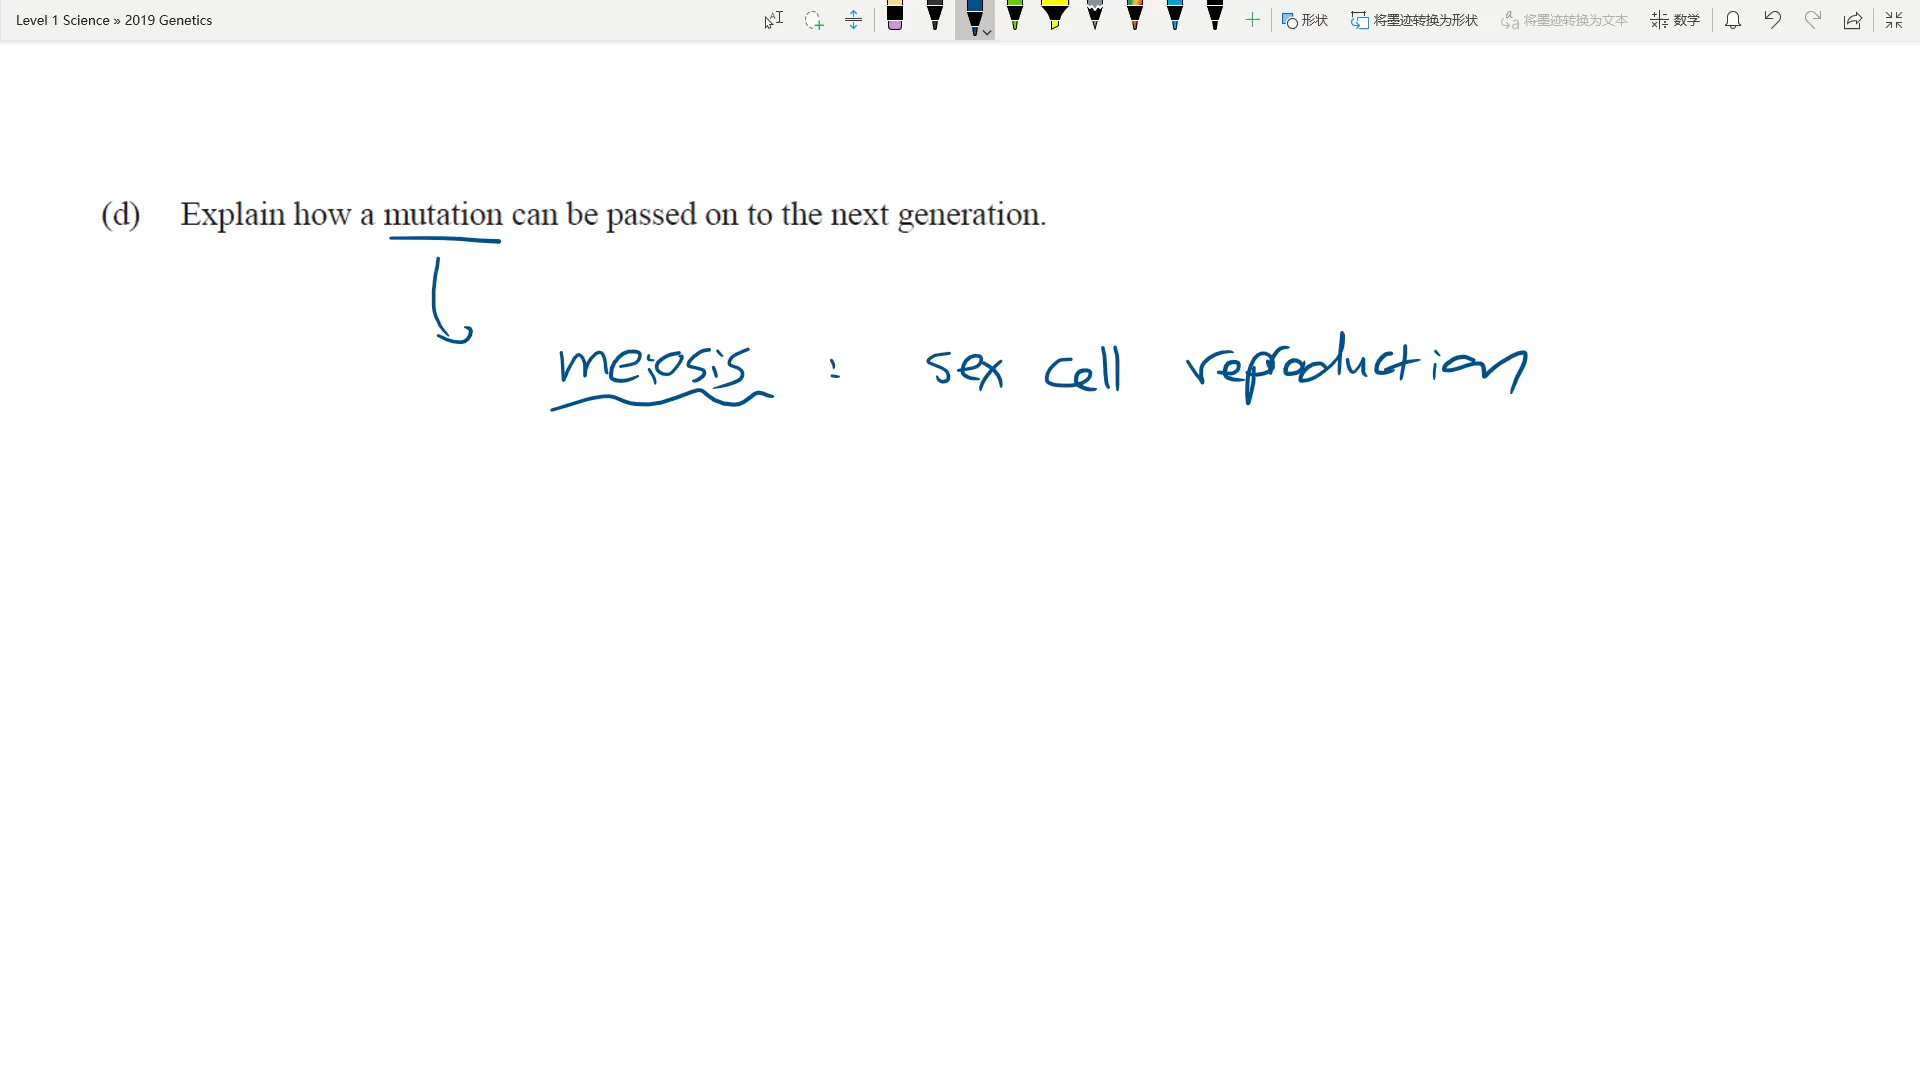 Level 1 Science » 2019 Genetics
形状 将墨迹转换为形状 将墨迹转换为文本 数学
(d) Explain how a mutation can be passed on to the next generation.
meiosis : sex cell reproduction